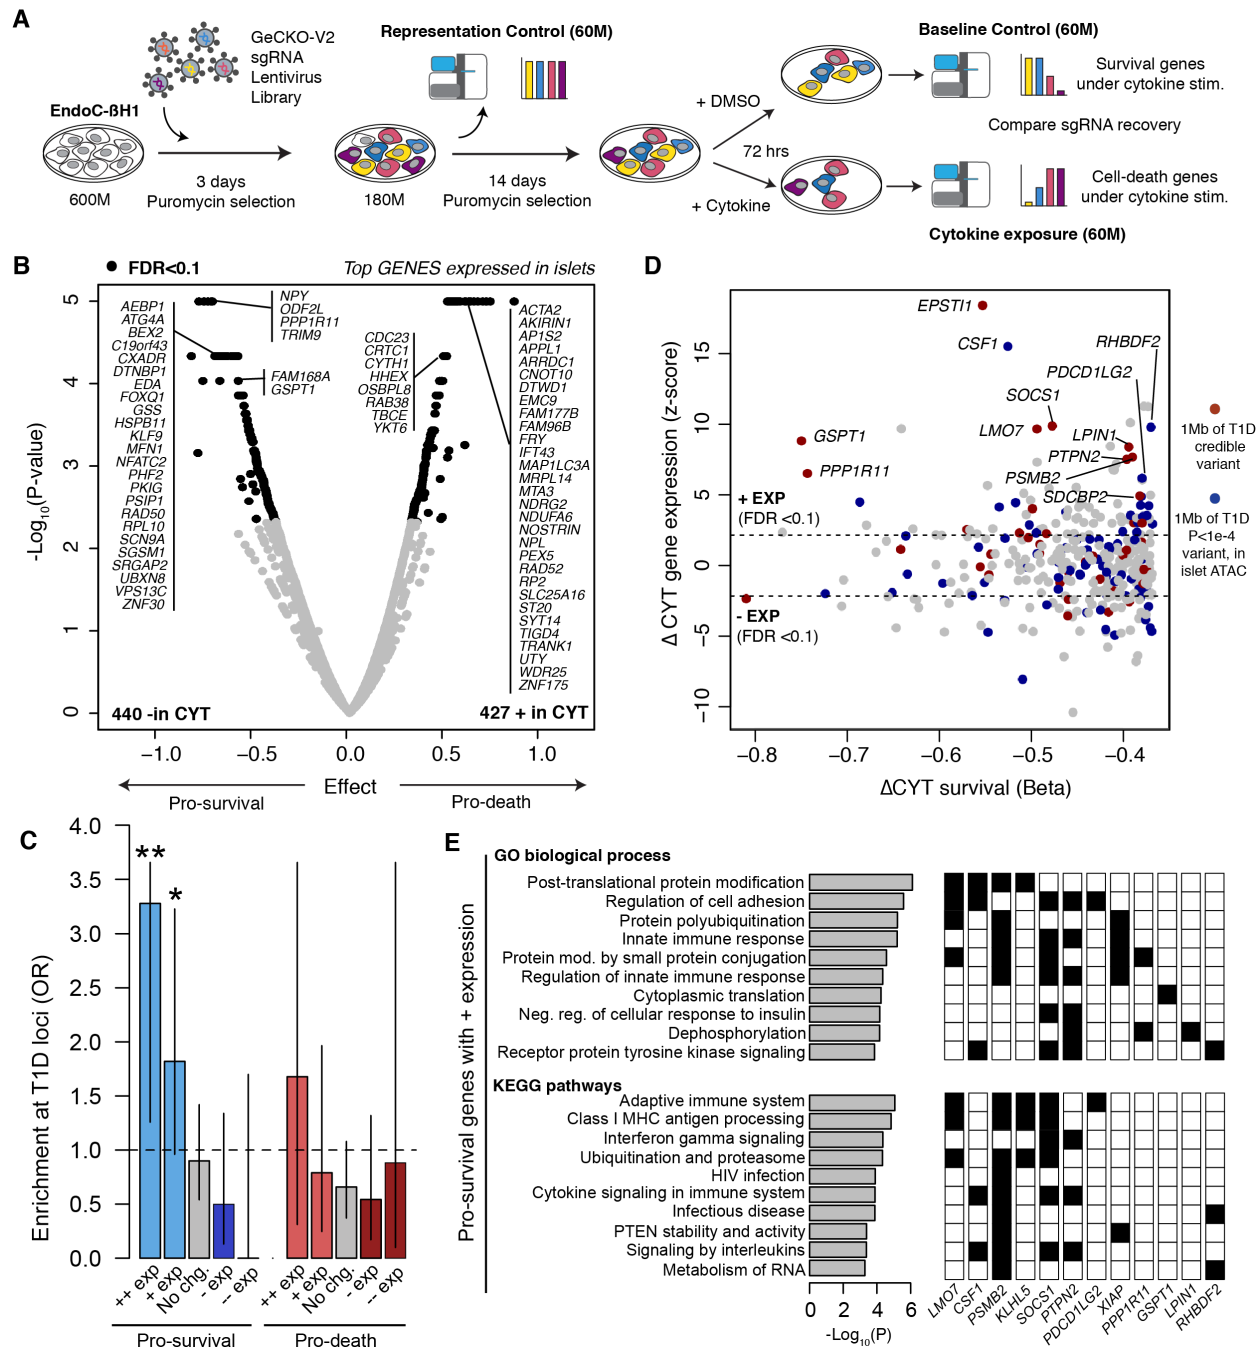 A
GeCKO-V2
sgRNA
Lentivirus
Library
EndoC-βH1
600M
3 days
Puromycin selection
Representation Control (60M)
180M
14 days
Puromycin selection
+ DMSO
72 hrs
+ Cytokine
Baseline Control (60M)
Survival genes
under cytokine stim.
Compare sgRNA recovery
Cell-death genes
under cytokine stim.
Cytokine exposure (60M)
B
FDR<0.1
Top GENES expressed in islets
-Log10(P-value)
5
4
3
2
1
0
AEBP1
ATG4A
BEX2
C19orf43
CXADR
DTNBP1
EDA
FOXQ1
GSS
HSPB11
KLF9
MFN1
NFATC2
PHF2
PKIG
PSIP1
RAD50
RPL10
SCN9A
SGSM1
SRGAP2
UBXN8
VPS13C
ZNF30
NPY
ODF2L
PPP1R11
TRIM9
FAM168A
GSPT1
CDC23
CRTC1
CYTH1
HHEX
OSBPL8
RAB38
TBCE
YKT6
ACTA2
AKIRIN1
AP1S2
APPL1
ARRDC1
CNOT10
DTWD1
EMC9
FAM177B
FAM96B
FRY
IFT43
MAP1LC3A
MRPL14
MTA3
NDRG2
NDUFA6
NOSTRIN
NPL
PEX5
RAD52
RP2
SLC25A16
ST20
SYT14
TIGD4
TRANK1
UTY
WDR25
ZNF175
440 -in CYT
427 + in CYT
−1.0
−0.5
0.0
0.5
1.0
Effect
Pro-survival
Pro-death
D
Δ CYT gene expression (z-score)
15
10
5
0
−5
−10
EPSTI1
CSF1
RHBDF2
PDCD1LG2
SOCS1
LMO7
LPIN1
PTPN2
PSMB2
SDCBP2
GSPT1
PPP1R11
+ EXP
(FDR <0.1)
- EXP
(FDR <0.1)
−0.8
−0.7
−0.6
−0.5
−0.4
ΔCYT survival (Beta)
1Mb of T1D
credible
variant
1Mb of T1D
P<1e-4
variant, in
islet ATAC
C
Enrichment at T1D loci (OR)
4.0
3.5
3.0
2.5
2.0
1.5
1.0
0.5
0.0
**
*
++ exp
+ exp
No chg.
- exp
-- exp
++ exp
+ exp
No chg.
- exp
-- exp
Pro-survival
Pro-death
E
Pro-survival genes with + expression
GO biological process
Post-translational protein modification
Regulation of cell adhesion
Protein polyubiquitination
Innate immune response
Protein mod. by small protein conjugation
Regulation of innate immune response
Cytoplasmic translation
Neg. reg. of cellular response to insulin
Dephosphorylation
Receptor protein tyrosine kinase signaling
KEGG pathways
Adaptive immune system
Class I MHC antigen processing
Interferon gamma signaling
Ubiquitination and proteasome
HIV infection
Cytokine signaling in immune system
Infectious disease
PTEN stability and activity
Signaling by interleukins
Metabolism of RNA
0
2
4
6
-Log10(P)
LMO7
CSF1
PSMB2
KLHL5
SOCS1
PTPN2
PDCD1LG2
XIAP
PPP1R11
GSPT1
LPIN1
RHBDF2